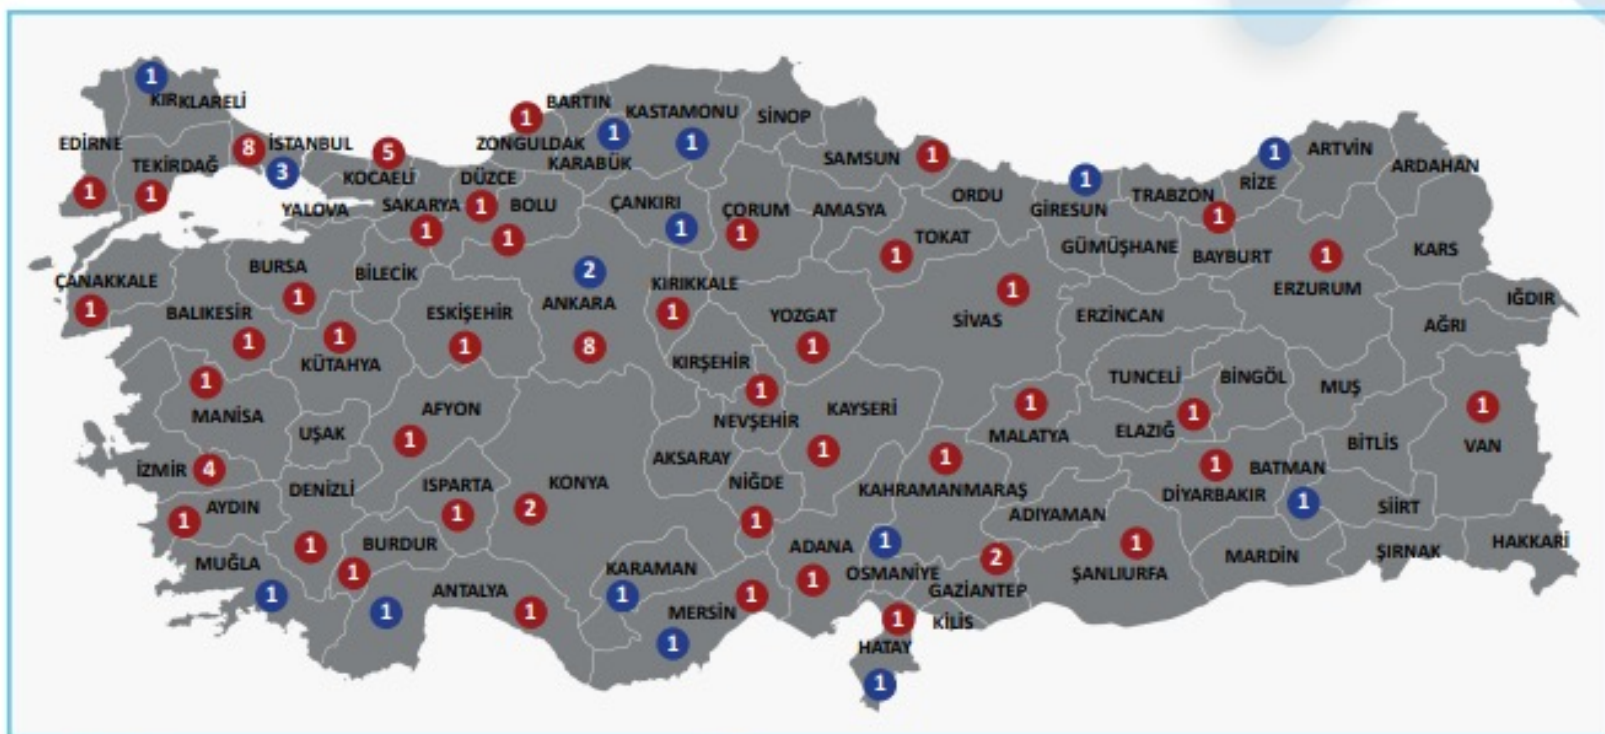 1
KIRKLARELİ
EDİRNE
1
TEKİRDAĞ
1
8
İSTANBUL
3
5
KOCAELİ
YALOVA
1
BARTIN
ZONGULDAK
1
KARABÜK
KASTAMONU
1
SİNOP
DÜZCE
1
BOLU
1
SAKARYA
1
ÇANKIRI
1
ÇORUM
1
AMASYA
SAMSUN
1
ORDU
TOKAT
1
1
GİRESUN
TRABZON
1
1
RİZE
ARTVİN
ARDAHAN
GÜMÜŞHANE
BAYBURT
1
ERZURUM
KARS
IĞDIR
AĞRI
ÇANAKKALE
1
BALIKESİR
1
BURSA
1
BİLECİK
1
KÜTAHYA
ESKİŞEHİR
1
2
ANKARA
8
KIRIKKALE
1
YOZGAT
1
1
SİVAS
ERZİNCAN
KIRŞEHİR
1
NEVŞEHİR
KAYSERİ
1
1
MALATYA
TUNCELİ
BİNGÖL
1
ELAZIĞ
MUŞ
BİTLİS
1
VAN
1
MANİSA
UŞAK
AFYON
1
İZMİR
4
AYDIN
1
DENİZLİ
1
ISPARTA
1
KONYA
2
AKSARAY
NİĞDE
1
1
KAHRAMANMARAŞ
ADIYAMAN
1
DİYARBAKIR
BATMAN
1
SİİRT
ŞIRNAK
HAKKARİ
MARDİN
1
ŞANLIURFA
MUĞLA
1
BURDUR
1
1
ANTALYA
1
KARAMAN
1
MERSİN
1
1
ADANA
1
1
OSMANİYE
2
GAZİANTEP
KİLİS
1
HATAY
1